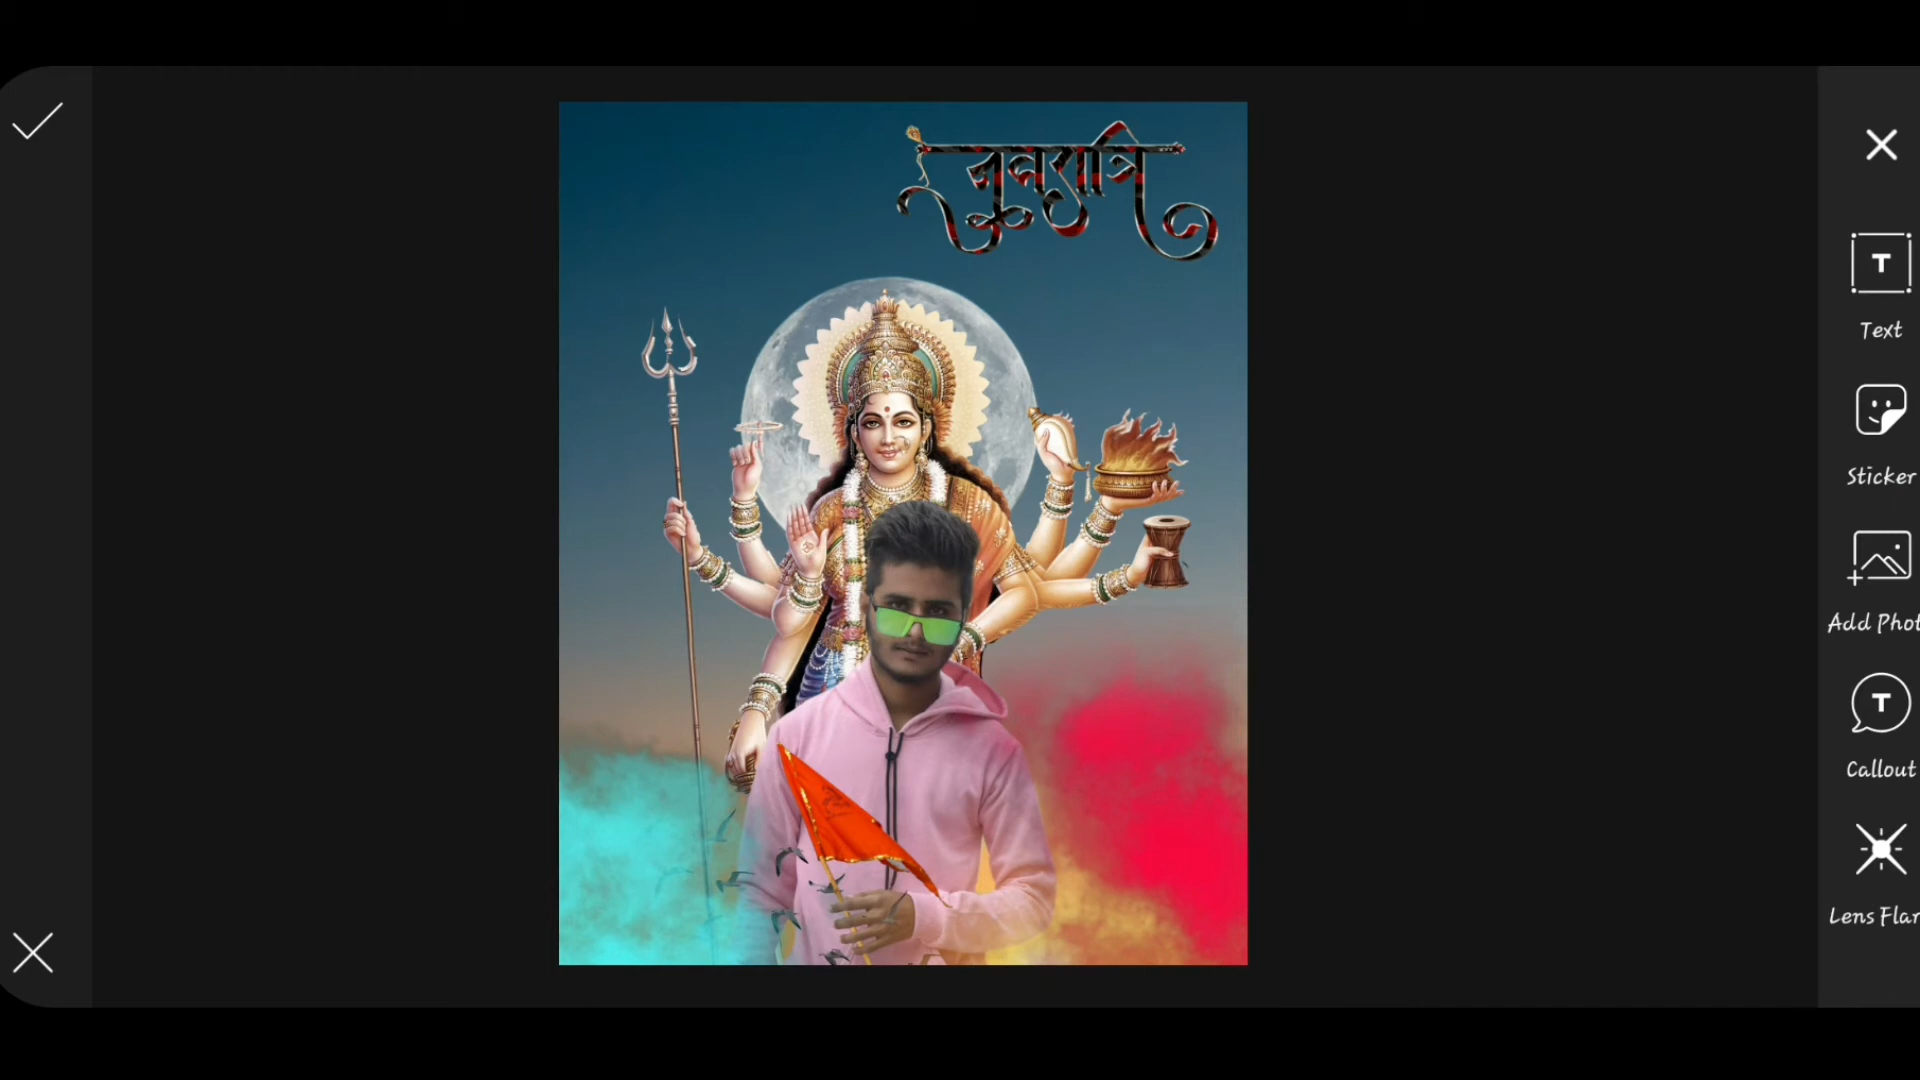 नवरात्रि
T
Text
Sticker
Add Phot
T
Callout
Lens Flar